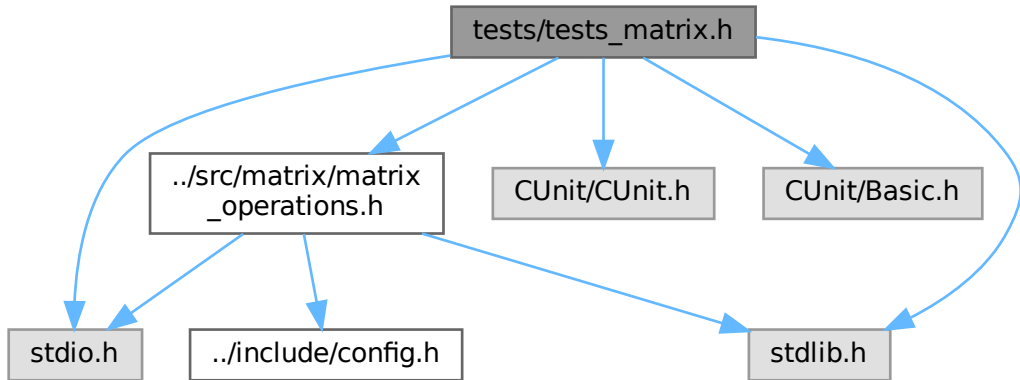 tests/tests_matrix.h
../src/matrix/matrix
_operations.h
CUnit/CUnit.h
CUnit/Basic.h
stdio.h
../include/config.h
stdlib.h